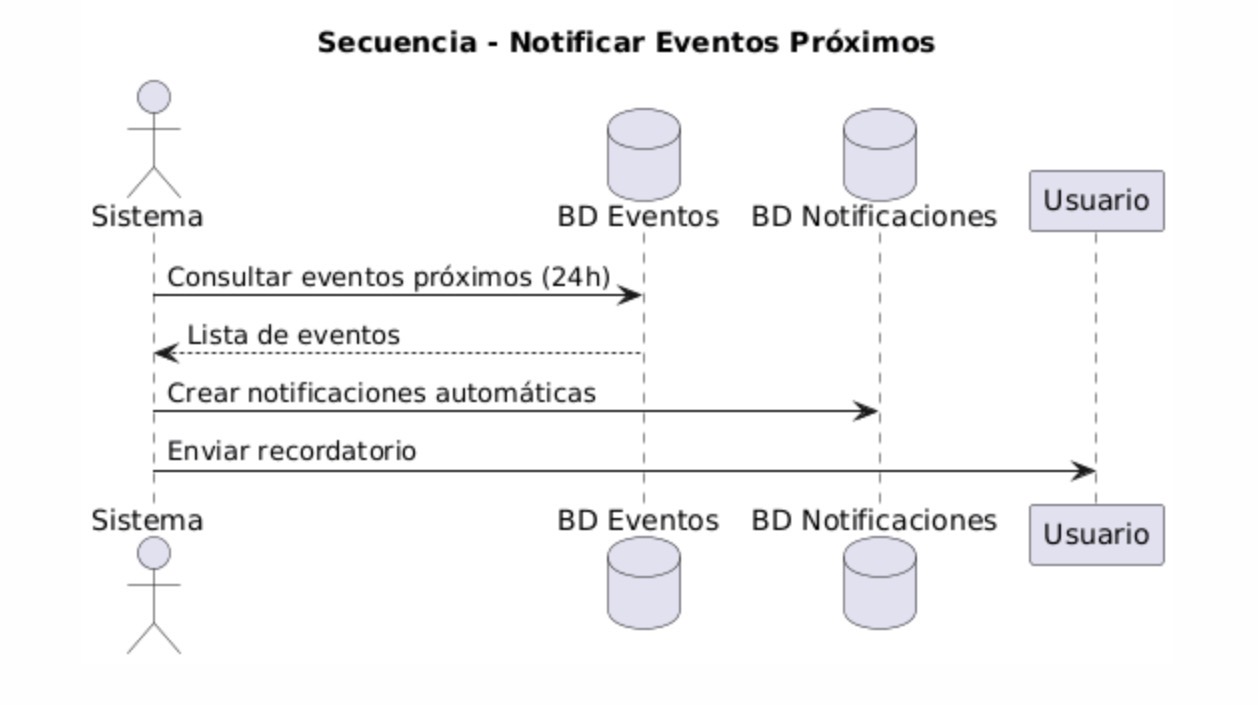 Secuencia - Notificar Eventos Próximos
Sistema
BD Eventos
BD Notificaciones
Usuario
Consultar eventos próximos (24h)
Lista de eventos
Crear notificaciones automáticas
Enviar recordatorio
Sistema
BD Eventos
BD Notificaciones
Usuario